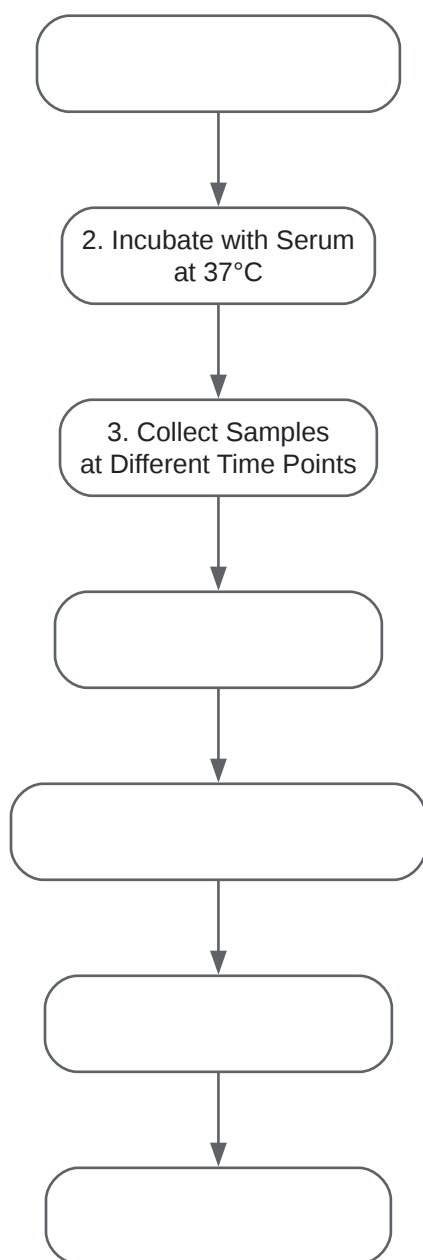 2. Incubate with Serum
at 37°C
3. Collect Samples
at Different Time Points